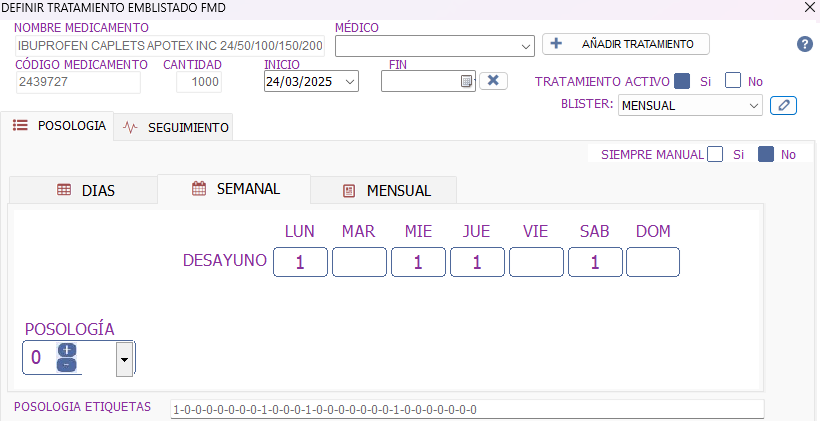 DEFINIR TRATAMIENTO EMBLISTADO FMD
NOMBRE MEDICAMENTO MÉDICO
IBUPROFEN CAPLETS APOTEX INC 24/50/100/150/200 AÑADIR TRATAMIENTO
CÓDIGO MEDICAMENTO CANTIDAD INICIO FIN
2439727 1000 24/03/2025
TRATAMIENTO ACTIVO Si No
BLISTER: MENSUAL
POSOLOGIA SEGUIMIENTO
SIEMPRE MANUAL Si No
DIAS SEMANAL MENSUAL
LUN MAR MIE JUE VIE SAB DOM
DESAYUNO 1 1 1 1
POSOLOGÍA
0
POSOLOGIA ETIQUETAS 1-0-0-0-0-0-0-0-1-0-0-0-1-0-0-0-0-0-0-0-1-0-0-0-0-0-0-0